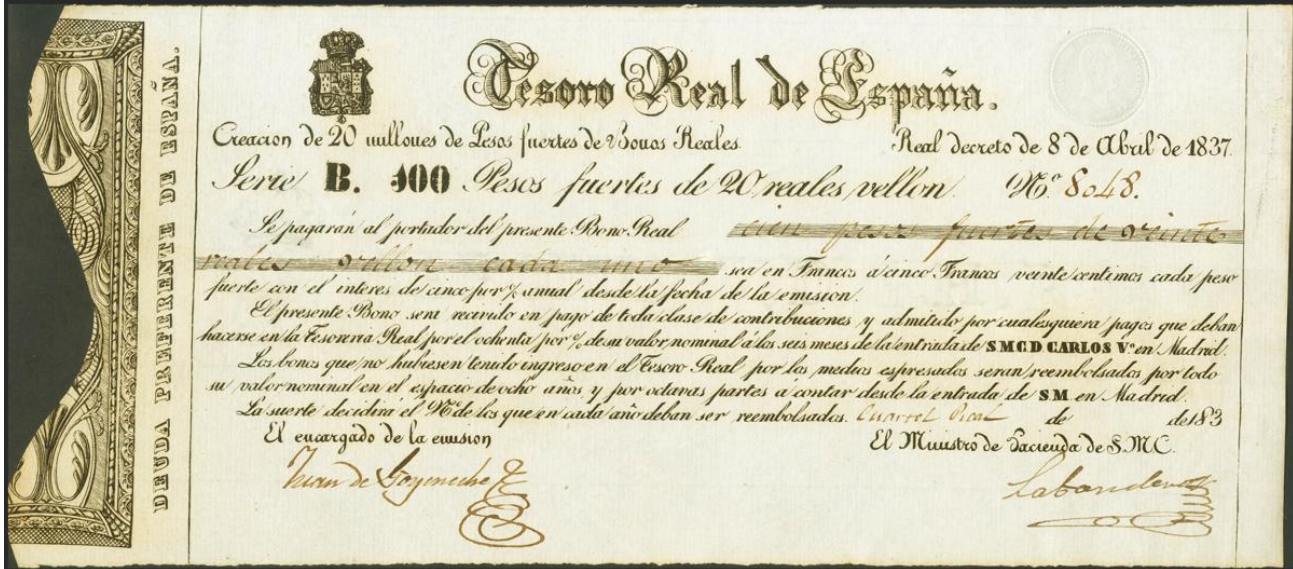 DEUDA PREFERENTE DE ESPAÑA.
Tesoro Real de España.
Creacion de 20 millones de Pesos fuertes de Bonos Reales. Real decreto de 8 de Abril de 1837.
Serie B. 100 Pesos fuertes de 20 reales vellon. Nº 8048.
Se pagarán al portador del presente Bono Real cien pesos fuertes de veinte
reales vellon cada uno sea en Francos á cinco Francos veinte centimos cada peso
fuerte con el interes de cinco por % anual desde la fecha de la emision.
El presente Bono sera recivido en pago de toda clase de contribuciones y admitido por cualesquiera pagos que deban
hacerse en la Tesoreria Real por el ochenta por % de su valor nominal á los seis meses de la entrada de S M C D CARLOS Vº en Madrid.
Los bonos que no hubiesen tenido ingreso en el Tesoro Real por los medios espresados seran reembolsados por todo
su valor nominal en el espacio de ocho años y por octavas partes á contar desde la entrada de SM en Madrid.
La suerte decidirá el Nº de los que en cada año deban ser reembolsados. Cuartel Real de de 183
El encargado de la emision El Ministro de Hacienda de S.M.C.
Juan de Goyeneche Labandero